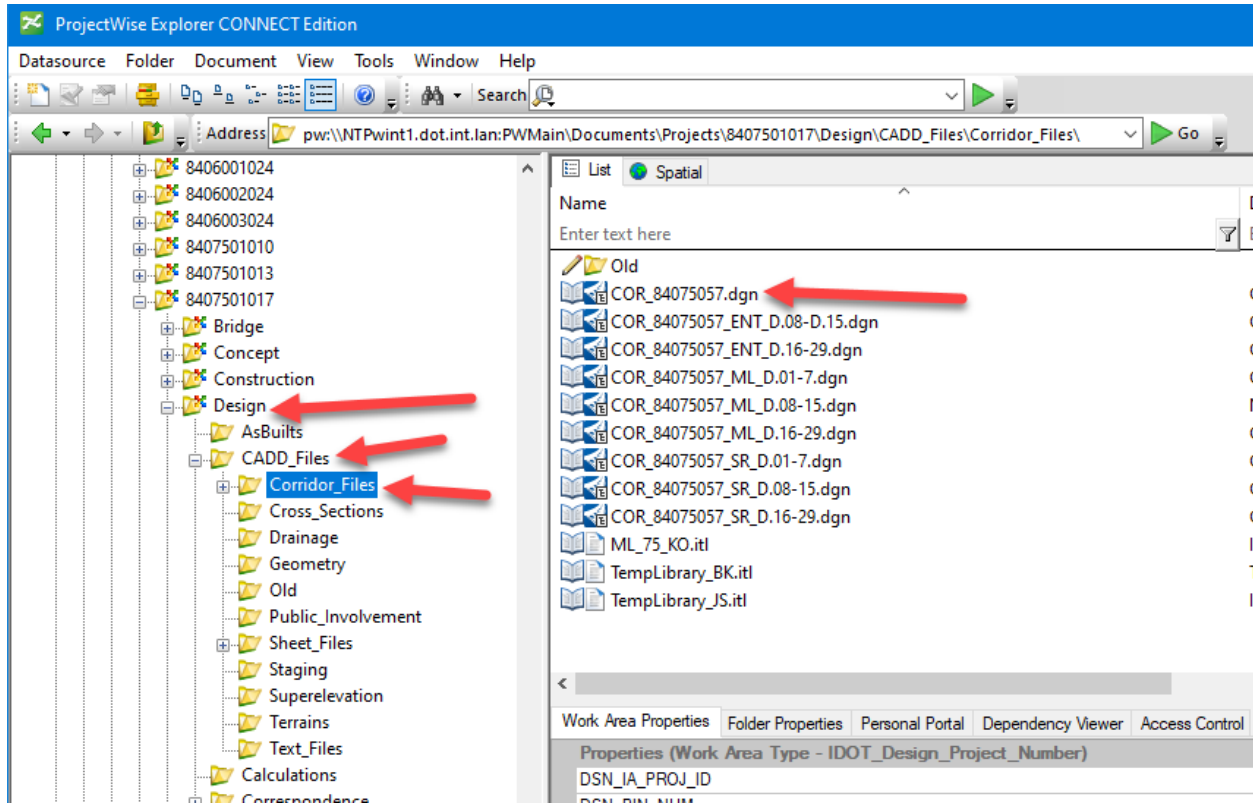 ProjectWise Explorer CONNECT Edition
Datasource Folder Document View Tools Window Help
Search
Address pw:\\NTPwint1.dot.int.lan:PWMain\Documents\Projects\8407501017\Design\CADD_Files\Corridor_Files\ Go
8406001024
8406002024
8406003024
8407501010
8407501013
8407501017
Bridge
Concept
Construction
Design
AsBuilts
CADD_Files
Corridor_Files
Cross_Sections
Drainage
Geometry
Old
Public_Involvement
Sheet_Files
Staging
Superelevation
Terrains
Text_Files
Calculations
Correspondence
List Spatial
Name
Enter text here
Old
COR_84075057.dgn
COR_84075057_ENT_D.08-D.15.dgn
COR_84075057_ENT_D.16-29.dgn
COR_84075057_ML_D.01-7.dgn
COR_84075057_ML_D.08-15.dgn
COR_84075057_ML_D.16-29.dgn
COR_84075057_SR_D.01-7.dgn
COR_84075057_SR_D.08-15.dgn
COR_84075057_SR_D.16-29.dgn
ML_75_KO.itl
TempLibrary_BK.itl
TempLibrary_JS.itl
Work Area Properties Folder Properties Personal Portal Dependency Viewer Access Control
Properties (Work Area Type - IDOT_Design_Project_Number)
DSN_IA_PROJ_ID
DSN_PIN_NUM